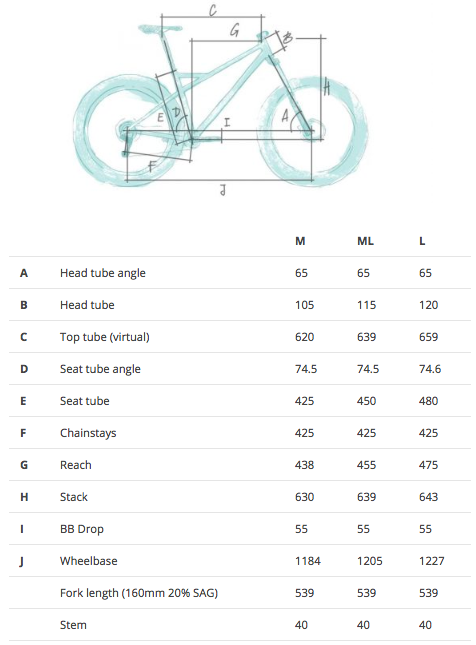 C
G
B
H
E
D
I
A
F
J
M ML L
A Head tube angle 65 65 65
B Head tube 105 115 120
C Top tube (virtual) 620 639 659
D Seat tube angle 74.5 74.5 74.6
E Seat tube 425 450 480
F Chainstays 425 425 425
G Reach 438 455 475
H Stack 630 639 643
I BB Drop 55 55 55
J Wheelbase 1184 1205 1227
Fork length (160mm 20% SAG) 539 539 539
Stem 40 40 40